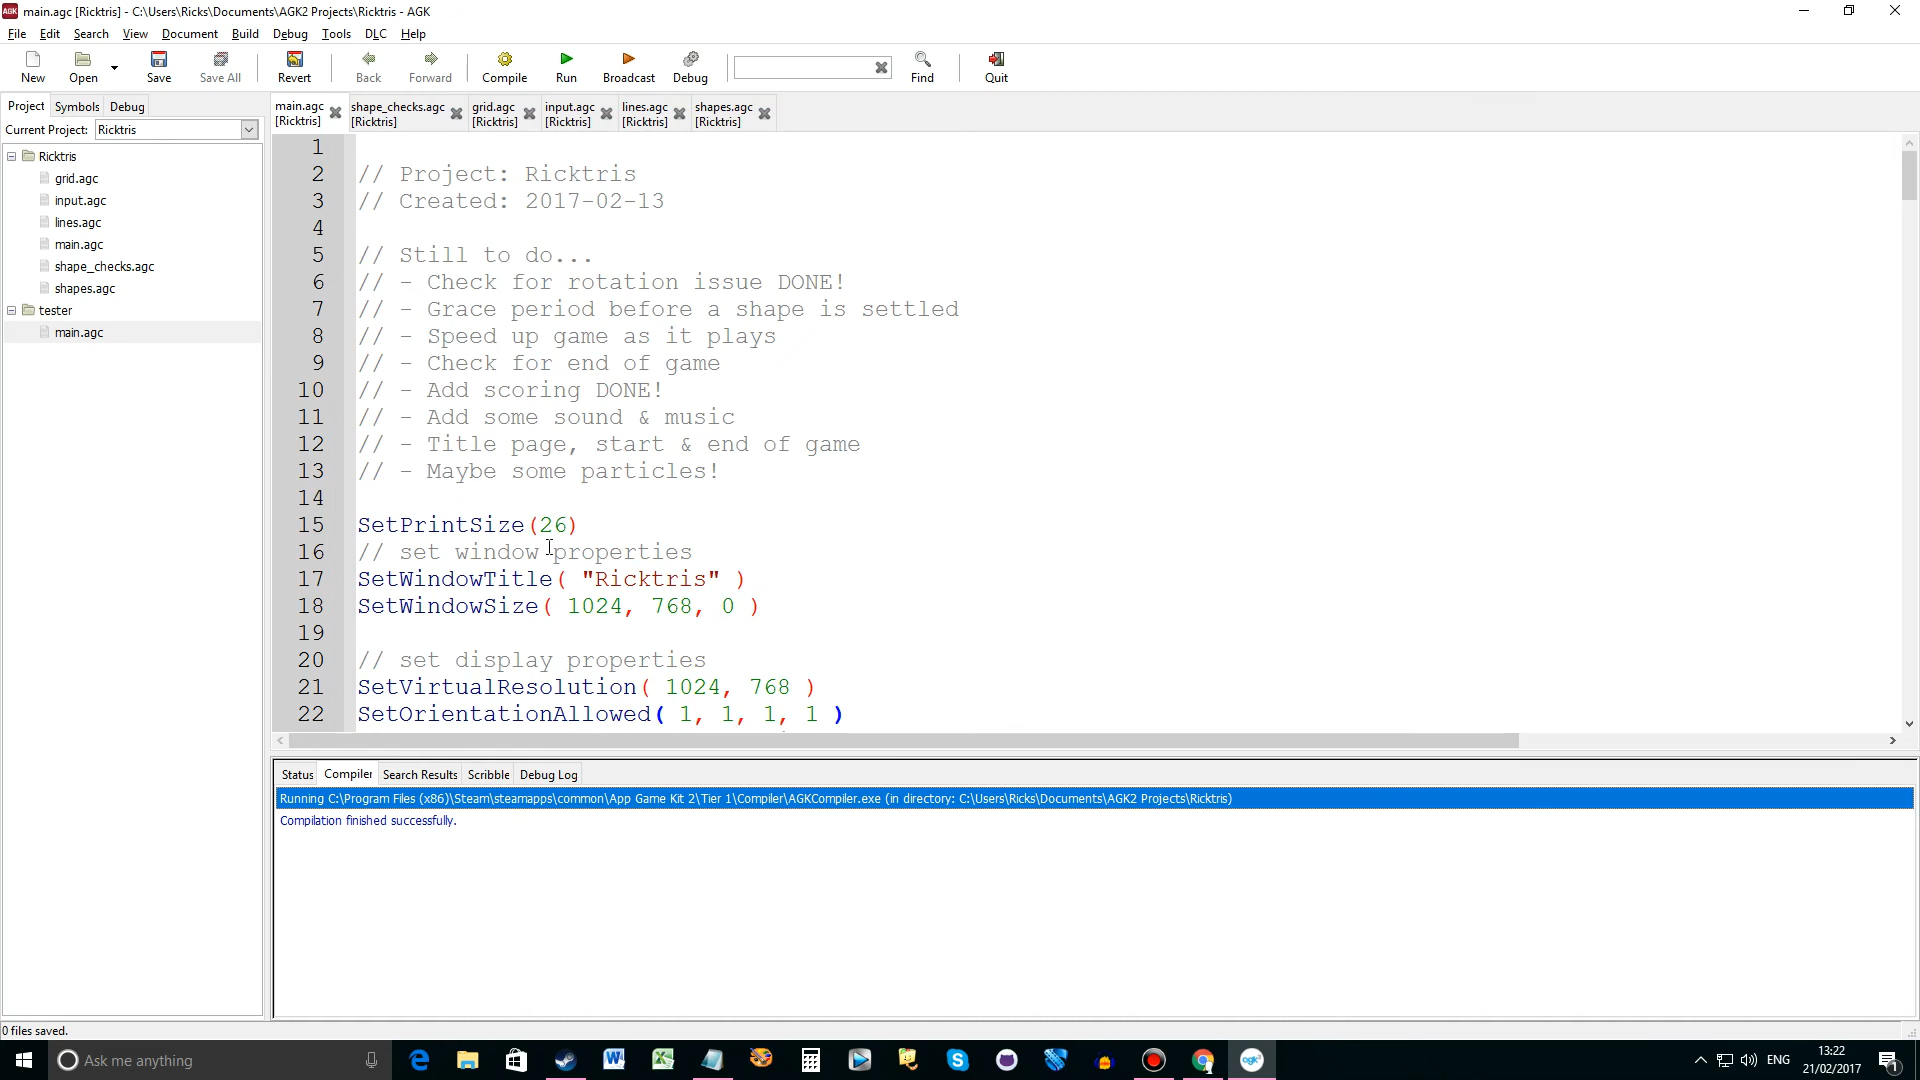 AGK main.agc [Ricktris] - C:\Users\Ricks\Documents\AGK2 Projects\Ricktris - AGK
File Edit Search View Document Build Debug Tools DLC Help
New Open Save Save All Revert Back Forward Compile Run Broadcast Debug Find Quit
Project Symbols Debug
Current Project: Ricktris
Ricktris
grid.agc
input.agc
lines.agc
main.agc
shape_checks.agc
shapes.agc
tester
main.agc
main.agc [Ricktris]
shape_checks.agc [Ricktris]
grid.agc [Ricktris]
input.agc [Ricktris]
lines.agc [Ricktris]
shapes.agc [Ricktris]
1
2 // Project: Ricktris
3 // Created: 2017-02-13
4
5 // Still to do...
6 // - Check for rotation issue DONE!
7 // - Grace period before a shape is settled
8 // - Speed up game as it plays
9 // - Check for end of game
10 // - Add scoring DONE!
11 // - Add some sound & music
12 // - Title page, start & end of game
13 // - Maybe some particles!
14
15 SetPrintSize(26)
16 // set window properties
17 SetWindowTitle( "Ricktris" )
18 SetWindowSize( 1024, 768, 0 )
19
20 // set display properties
21 SetVirtualResolution( 1024, 768 )
22 SetOrientationAllowed( 1, 1, 1, 1 )
Status Compiler Search Results Scribble Debug Log
Running C:\Program Files (x86)\Steam\steamapps\common\App Game Kit 2\Tier 1\Compiler\AGKCompiler.exe (in directory: C:\Users\Ricks\Documents\AGK2 Projects\Ricktris)
Compilation finished successfully.
0 files saved.
Ask me anything
ENG
13:22
21/02/2017